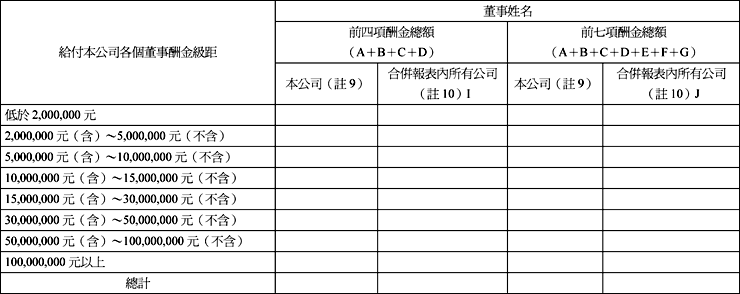 給付本公司各個董事酬金級距
董事姓名
前四項酬金總額
（A＋B＋C＋D）
前七項酬金總額
（A＋B＋C＋D＋E＋F＋G）
本公司（註9）
合併報表內所有公司
（註10）I
本公司（註9）
合併報表內所有公司
（註10）J
低於 2,000,000 元
2,000,000 元（含）～5,000,000 元（不含）
5,000,000 元（含）～10,000,000 元（不含）
10,000,000 元（含）～15,000,000 元（不含）
15,000,000 元（含）～30,000,000 元（不含）
30,000,000 元（含）～50,000,000 元（不含）
50,000,000 元（含）～100,000,000 元（不含）
100,000,000 元以上
總計